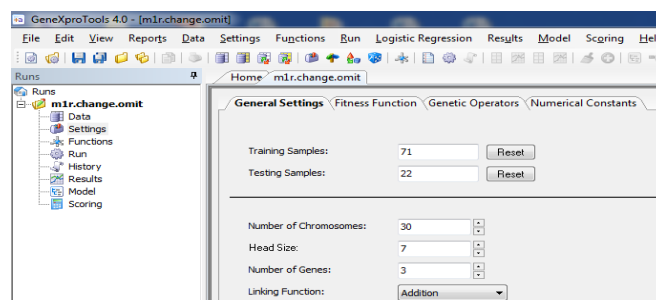 GeneXproTools 4.0 - [m1r.change.omit]
File Edit View Reports Data Settings Functions Run Logistic Regression Results Model Scoring Hel
Runs
Home m1r.change.omit
Runs
m1r.change.omit
Data
Settings
Functions
Run
History
Results
Model
Scoring
General Settings Fitness Function Genetic Operators Numerical Constants
Training Samples: 71 Reset
Testing Samples: 22 Reset
Number of Chromosomes: 30
Head Size: 7
Number of Genes: 3
Linking Function: Addition